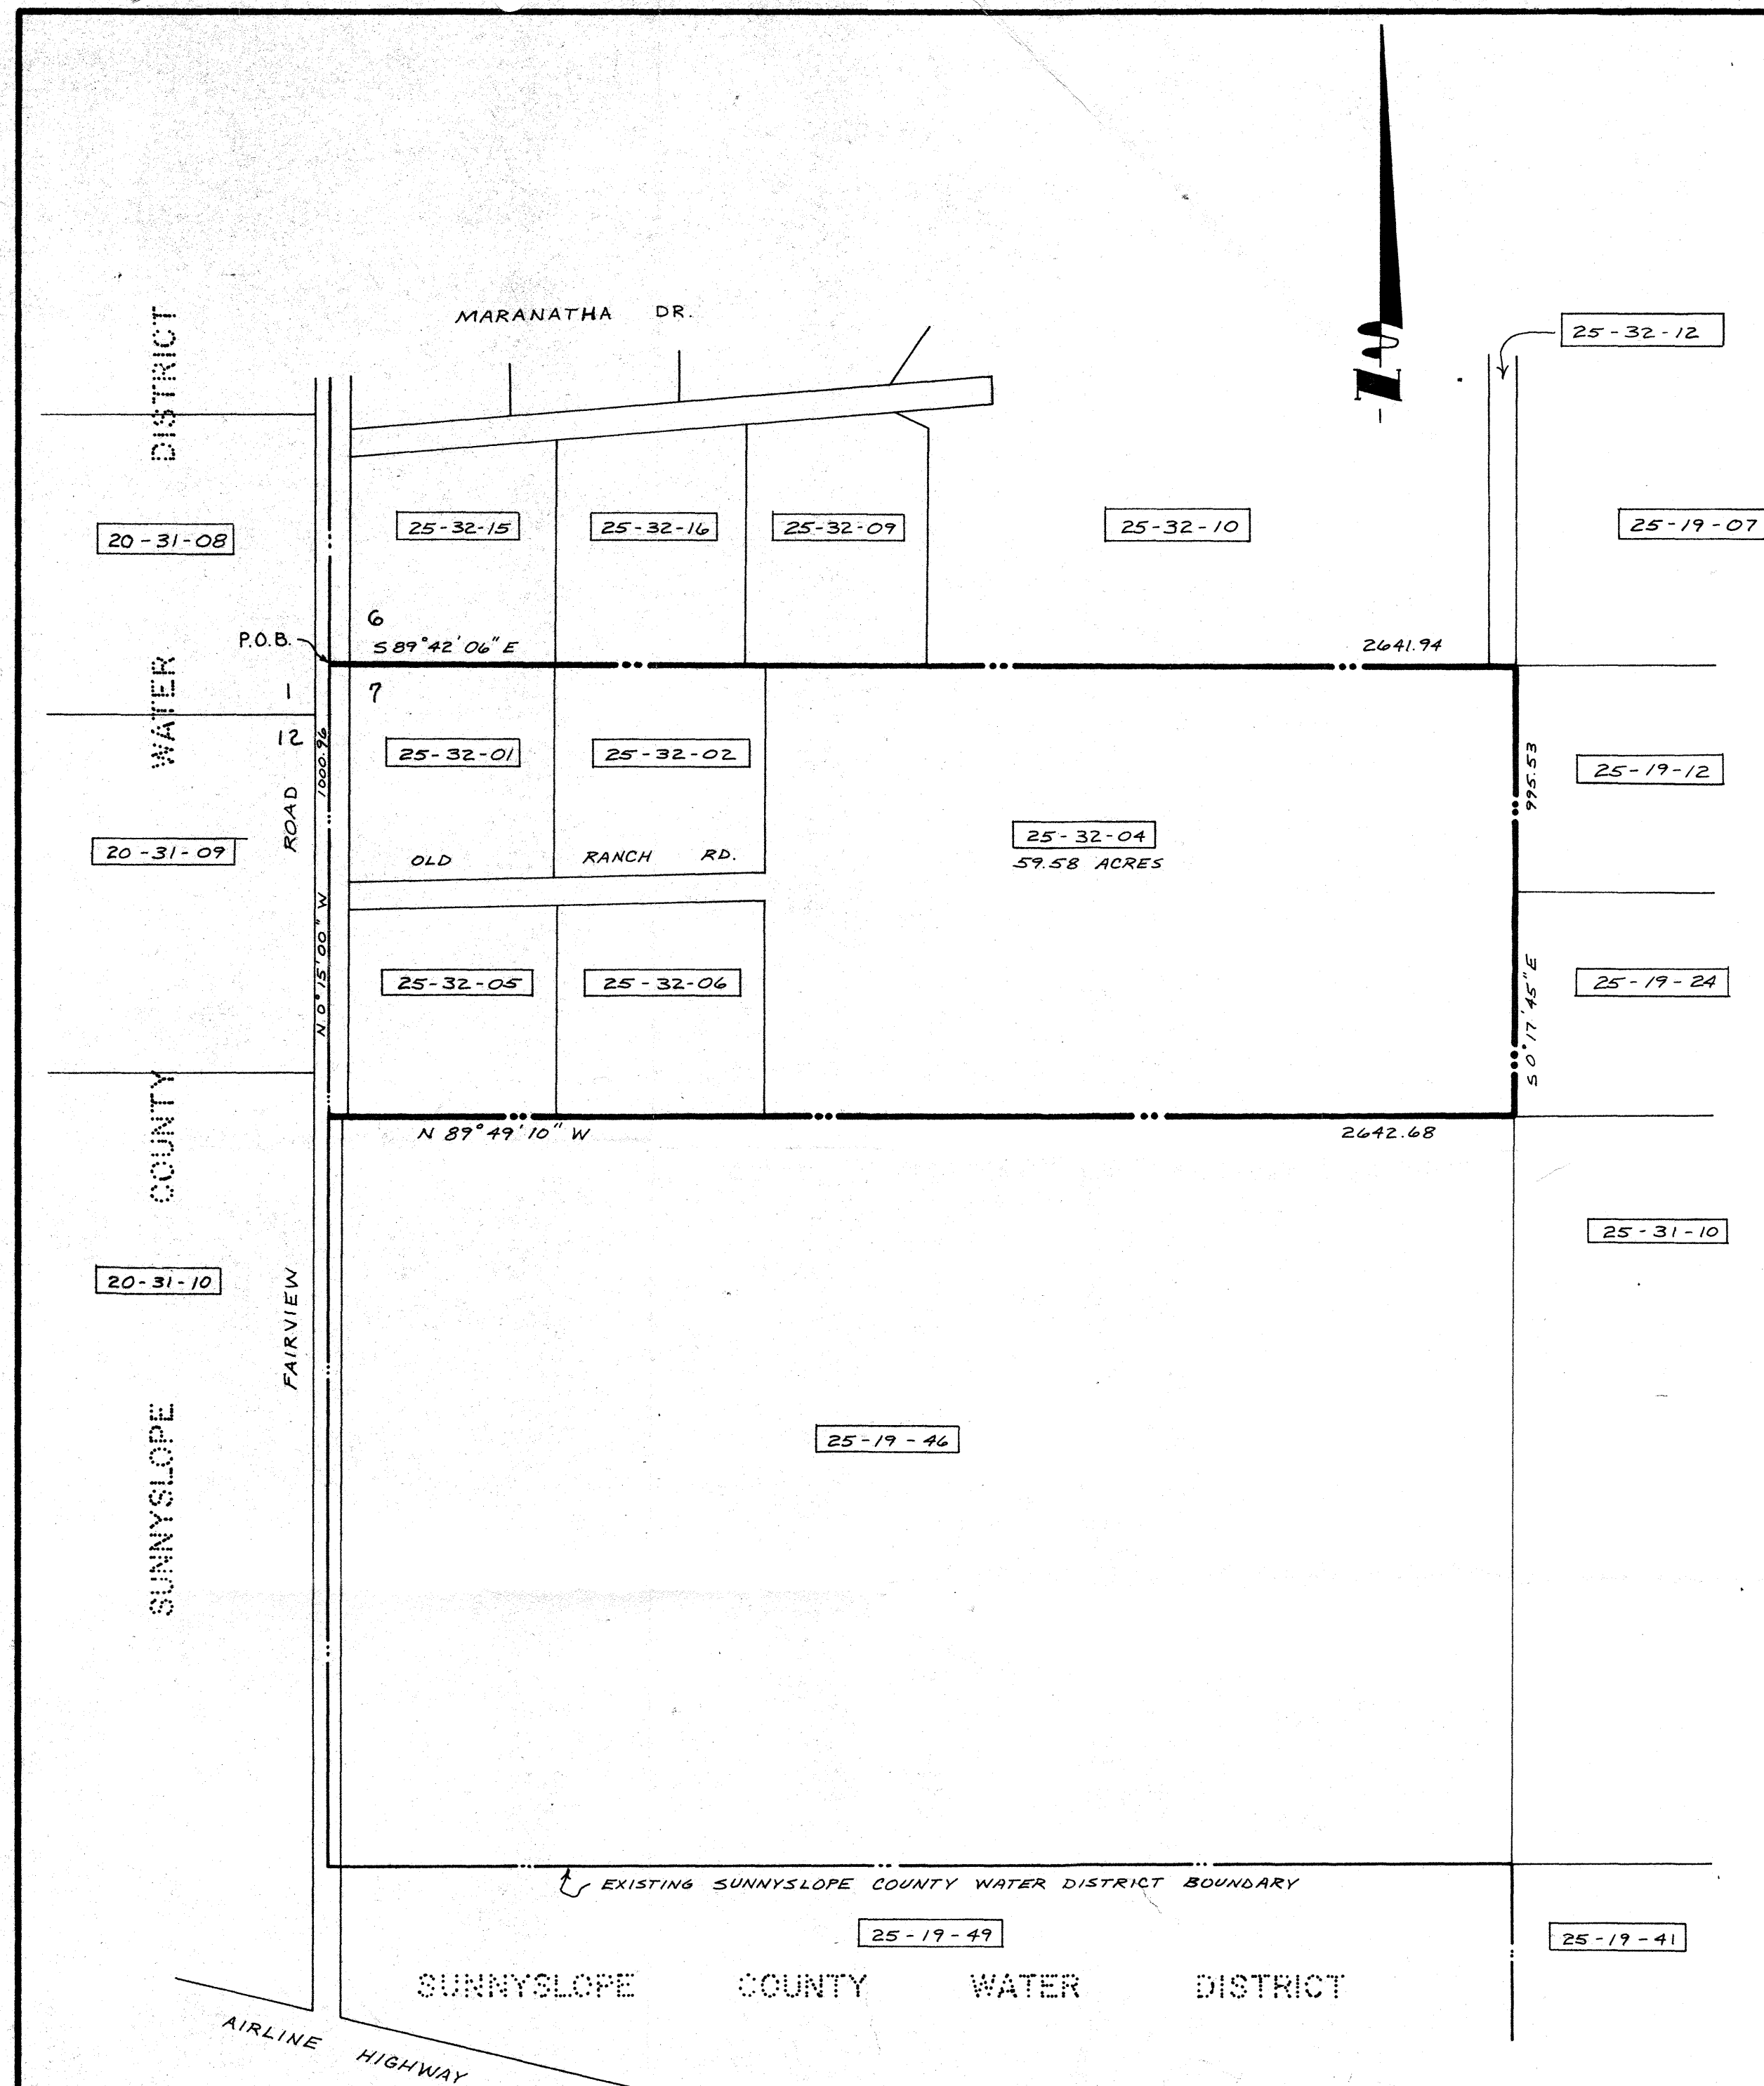 MARANATHA DR.
25-32-12
DISTRICT
20-31-08
25-32-15
25-32-16
25-32-09
25-32-10
25-19-07
6
P.O.B.
S 89° 42' 06" E
2641.94
WATER
1
7
12
1000.96
25-32-01
25-32-02
995.53
25-19-12
ROAD
20-31-09
OLD RANCH RD.
25-32-04
59.58 ACRES
N 0° 15' 00" W
25-32-05
25-32-06
S 0° 17' 45" E
25-19-24
N 89° 49' 10" W
2642.68
COUNTY
20-31-10
FAIRVIEW
25-31-10
25-19-46
SUNNYSLOPE
EXISTING SUNNYSLOPE COUNTY WATER DISTRICT BOUNDARY
25-19-49
25-19-41
SUNNYSLOPE COUNTY WATER DISTRICT
AIRLINE HIGHWAY
N